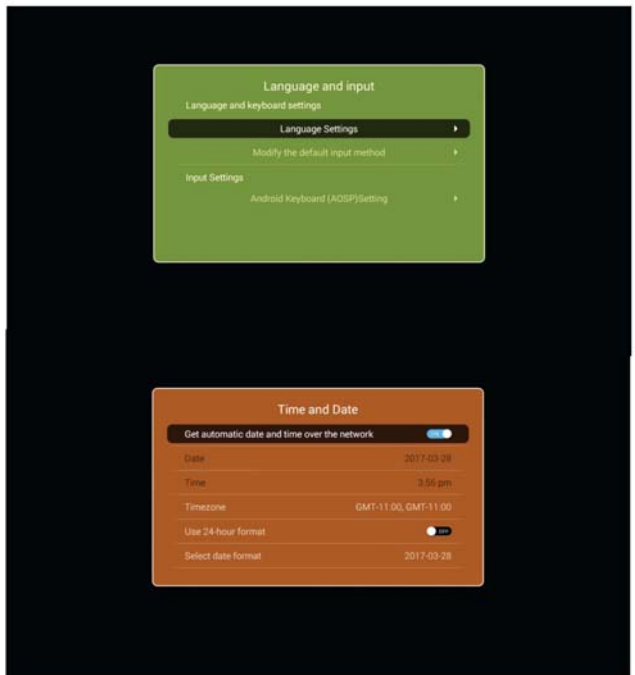 Language and input
Language and keyboard settings
Language Settings
Modify the default input method
Input Settings
Android Keyboard (AOSP)Setting
Time and Date
Get automatic date and time over the network ON
Date 2017-03-28
Time 3:56 pm
Timezone GMT-11:00, GMT-11:00
Use 24-hour format OFF
Select date format 2017-03-28